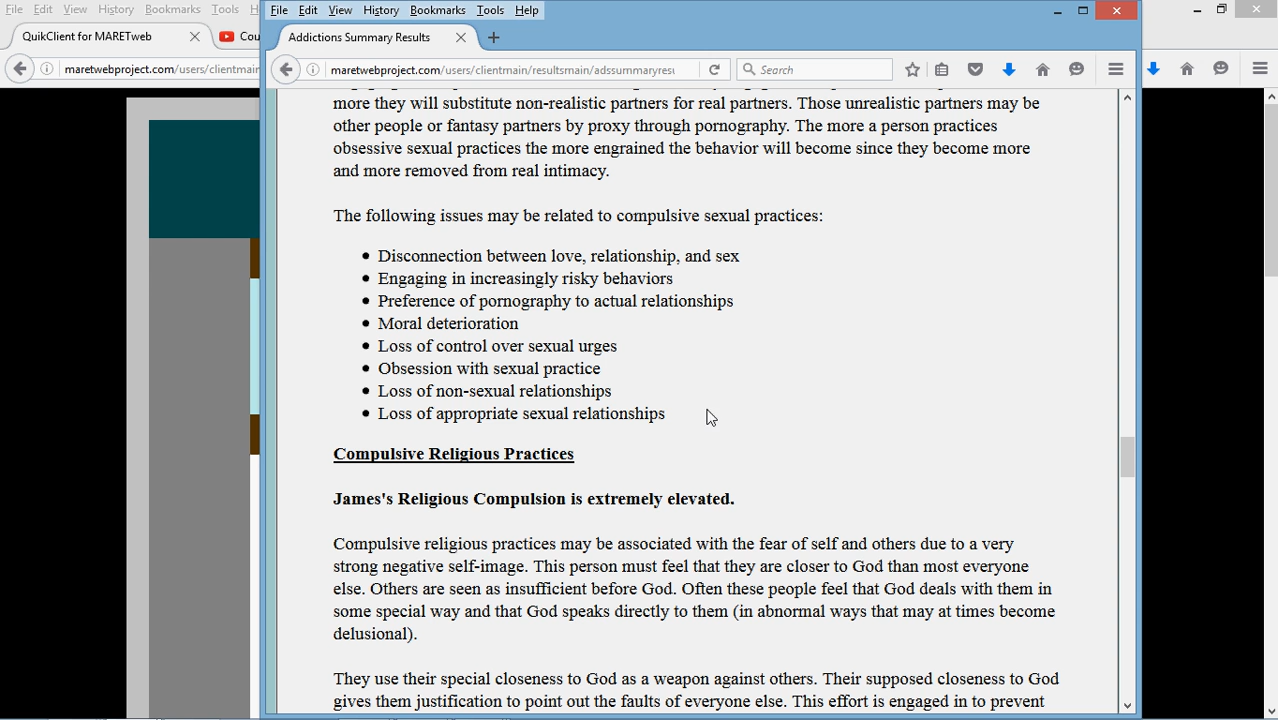 File Edit View History Bookmarks Tools H
QuikClient for MARETweb
Cou
maretwebproject.com/users/clientmain
File Edit View History Bookmarks Tools Help
Addictions Summary Results
maretwebproject.com/users/clientmain/resultsmain/adssummaryresu
Search
more they will substitute non-realistic partners for real partners. Those unrealistic partners may be
other people or fantasy partners by proxy through pornography. The more a person practices
obsessive sexual practices the more engrained the behavior will become since they become more
and more removed from real intimacy.
The following issues may be related to compulsive sexual practices:
Disconnection between love, relationship, and sex
Engaging in increasingly risky behaviors
Preference of pornography to actual relationships
Moral deterioration
Loss of control over sexual urges
Obsession with sexual practice
Loss of non-sexual relationships
Loss of appropriate sexual relationships
Compulsive Religious Practices
James's Religious Compulsion is extremely elevated.
Compulsive religious practices may be associated with the fear of self and others due to a very
strong negative self-image. This person must feel that they are closer to God than most everyone
else. Others are seen as insufficient before God. Often these people feel that God deals with them in
some special way and that God speaks directly to them (in abnormal ways that may at times become
delusional).
They use their special closeness to God as a weapon against others. Their supposed closeness to God
gives them justification to point out the faults of everyone else. This effort is engaged in to prevent